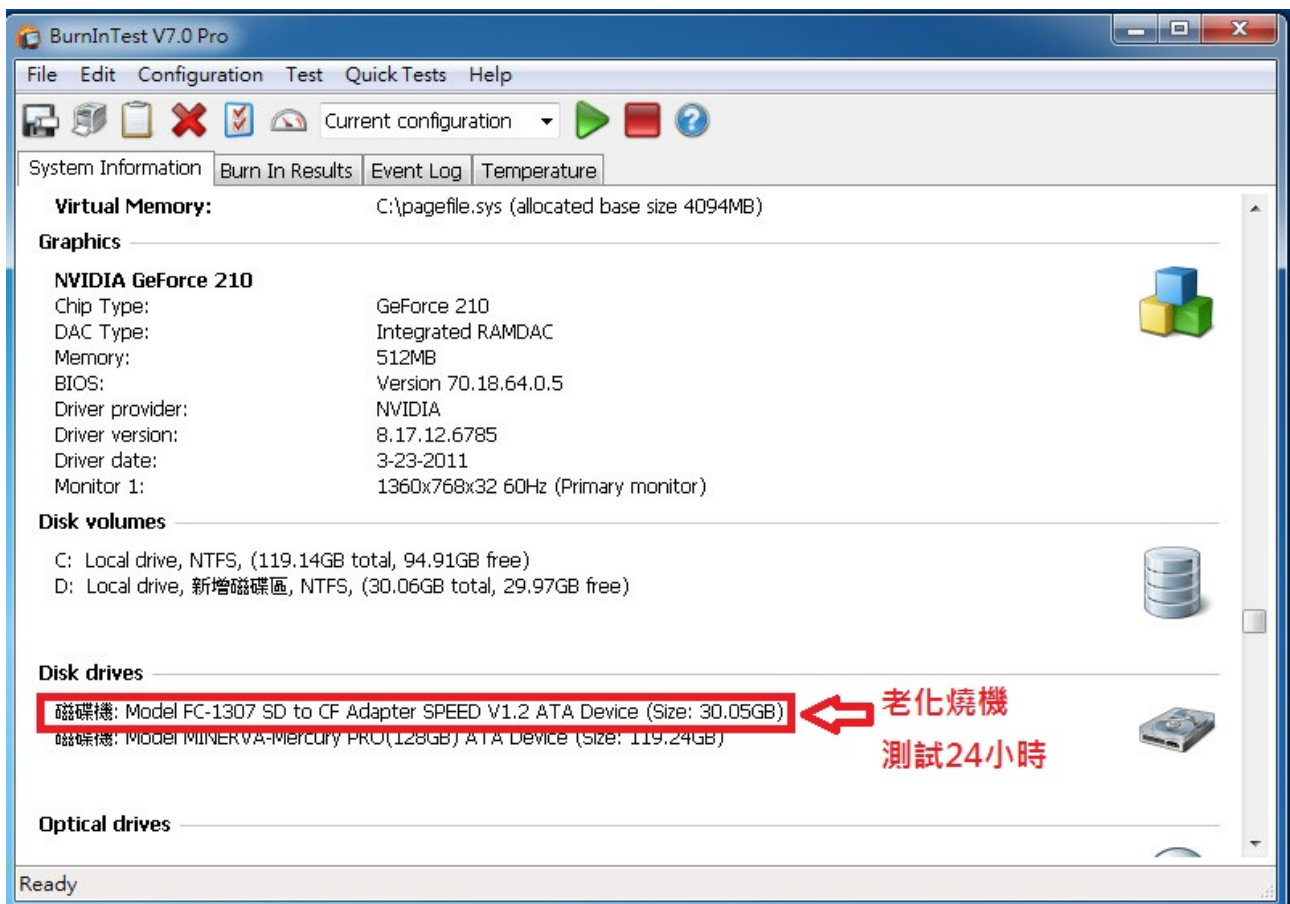 BurnInTest V7.0 Pro
File Edit Configuration Test Quick Tests Help
Current configuration
System Information Burn In Results Event Log Temperature
Virtual Memory: C:\pagefile.sys (allocated base size 4094MB)
Graphics
NVIDIA GeForce 210
Chip Type: GeForce 210
DAC Type: Integrated RAMDAC
Memory: 512MB
BIOS: Version 70.18.64.0.5
Driver provider: NVIDIA
Driver version: 8.17.12.6785
Driver date: 3-23-2011
Monitor 1: 1360x768x32 60Hz (Primary monitor)
Disk volumes
C: Local drive, NTFS, (119.14GB total, 94.91GB free)
D: Local drive, 新增磁碟區, NTFS, (30.06GB total, 29.97GB free)
Disk drives
磁碟機: Model FC-1307 SD to CF Adapter SPEED V1.2 ATA Device (Size: 30.05GB)
老化燒機
磁碟機: Model MINERVA-Mercury PRO(128GB) ATA Device (Size: 119.24GB)
測試24小時
Optical drives
Ready